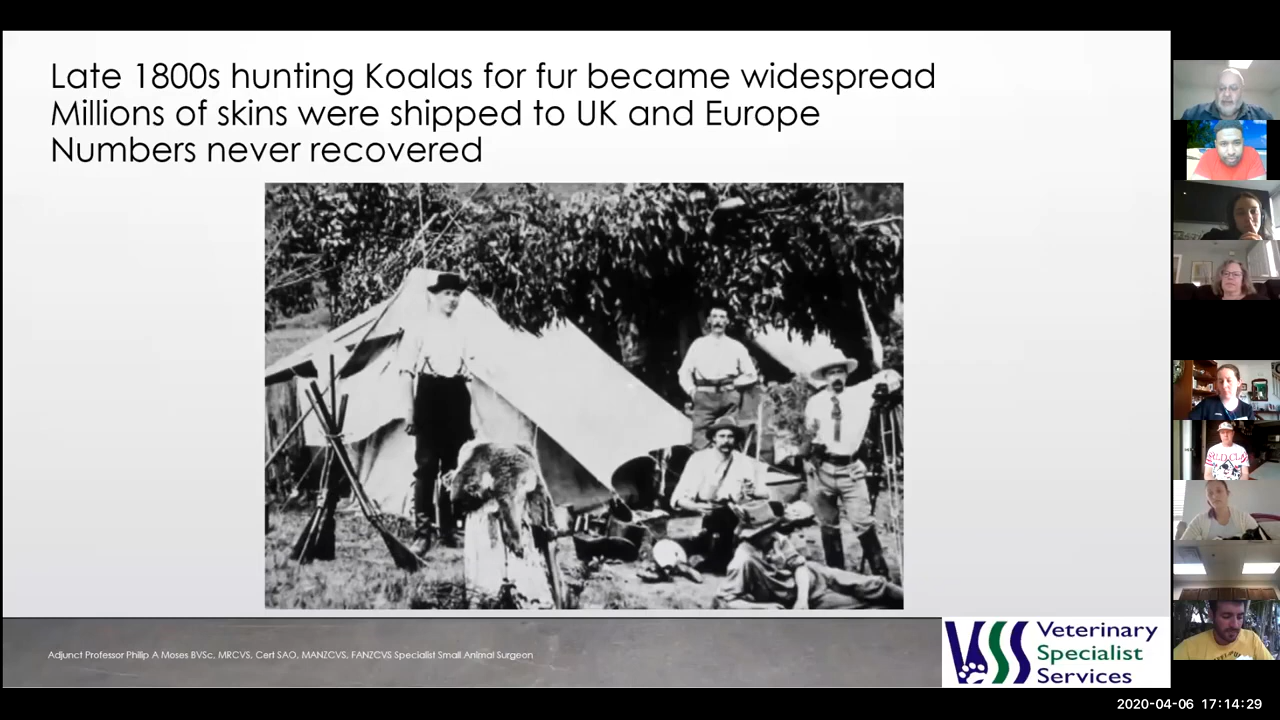 Late 1800s hunting Koalas for fur became widespread
Millions of skins were shipped to UK and Europe
Numbers never recovered
Adjunct Professor Philip A Moses BVSc, MRCVS, Cert SAO, MANZCVS, FANZCVS Specialist Small Animal Surgeon
VSS
Veterinary
Specialist
Services
2020-04-06 17:14:29